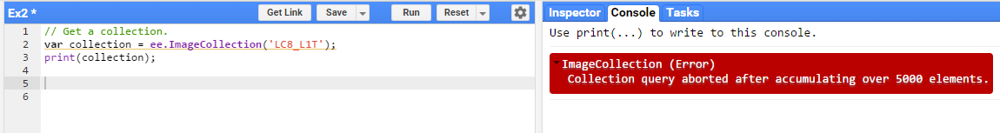 Ex2 * Get Link Save Run Reset
1 // Get a collection.
2 var collection = ee.ImageCollection('LC8_L1T');
3 print(collection);
4
5
6
Inspector Console Tasks
Use print(...) to write to this console.
ImageCollection (Error)
Collection query aborted after accumulating over 5000 elements.